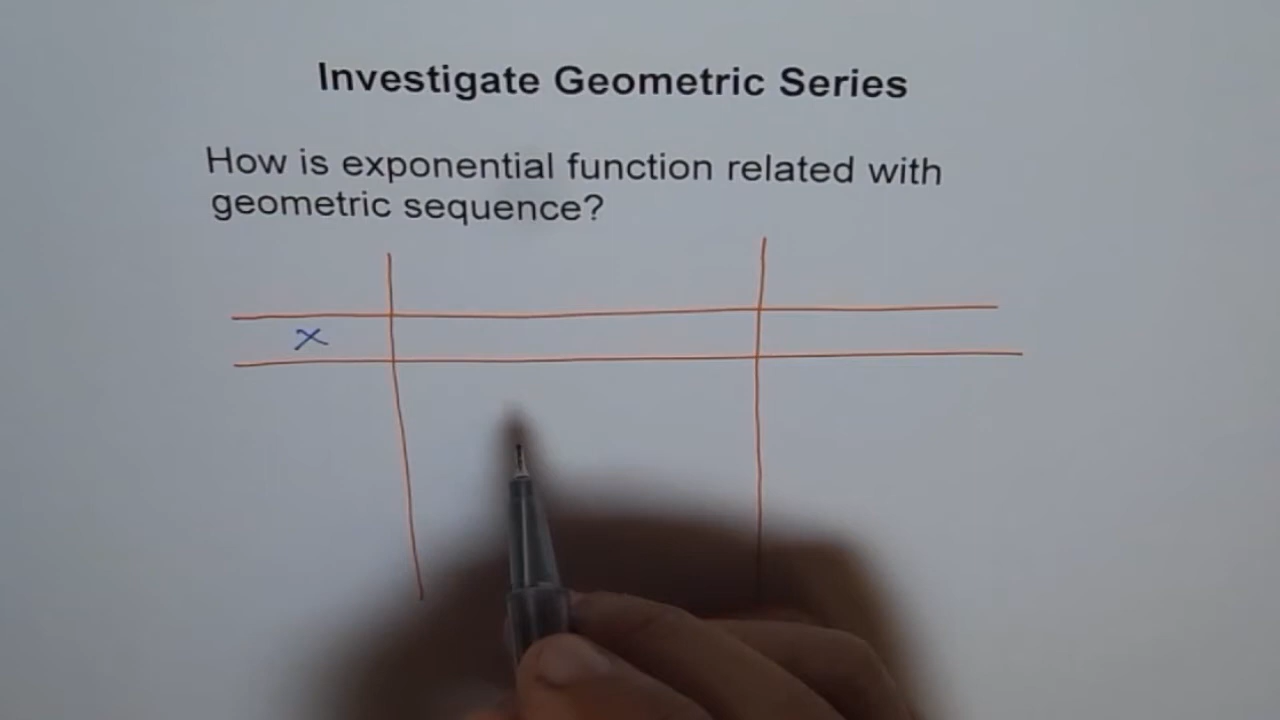 Investigate Geometric Series
How is exponential function related with
geometric sequence?
x